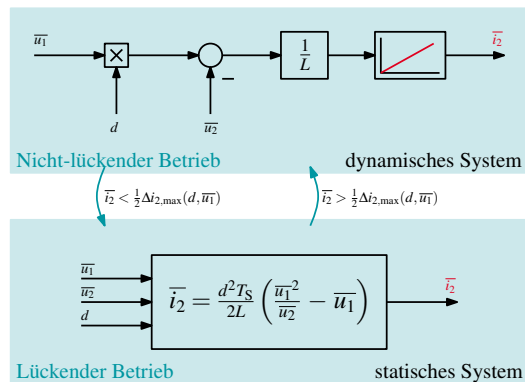 u̅₁ × − 1/L i̅₂
d u̅₂
Nicht-lückender Betrieb dynamisches System
i̅₂ < ½Δi₂,max(d, u̅₁) i̅₂ > ½Δi₂,max(d, u̅₁)
u̅₁
u̅₂ i̅₂ = d²T_S/2L (u̅₁²/u̅₂ − u̅₁) i̅₂
d
Lückender Betrieb statisches System